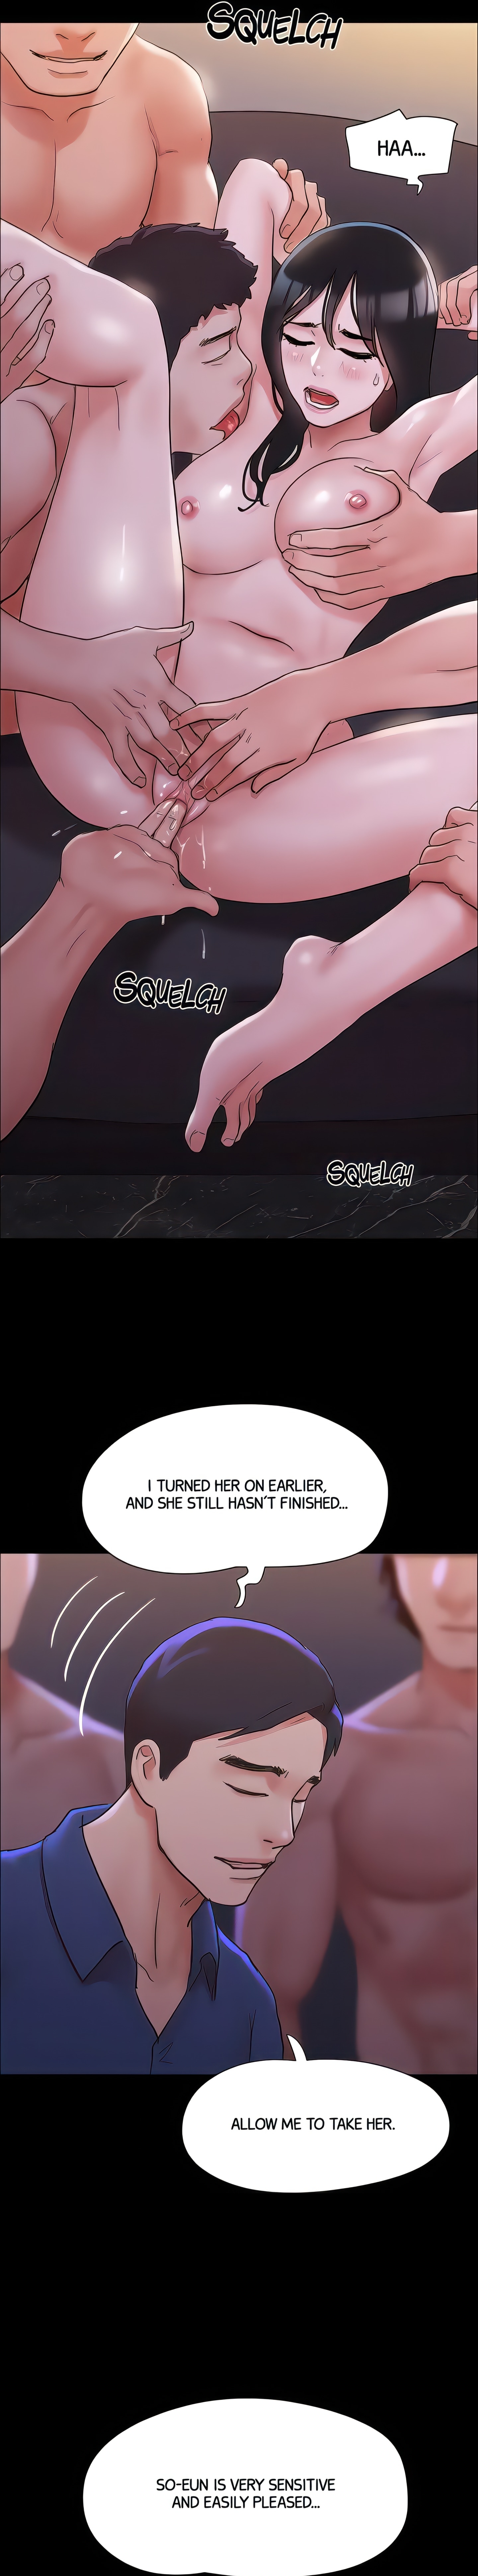 SQUELCH
HAA...
SQUELCH
SQUELCH
I TURNED HER ON EARLIER,
AND SHE STILL HASN'T FINISHED...
ALLOW ME TO TAKE HER.
SO-EUN IS VERY SENSITIVE
AND EASILY PLEASED...